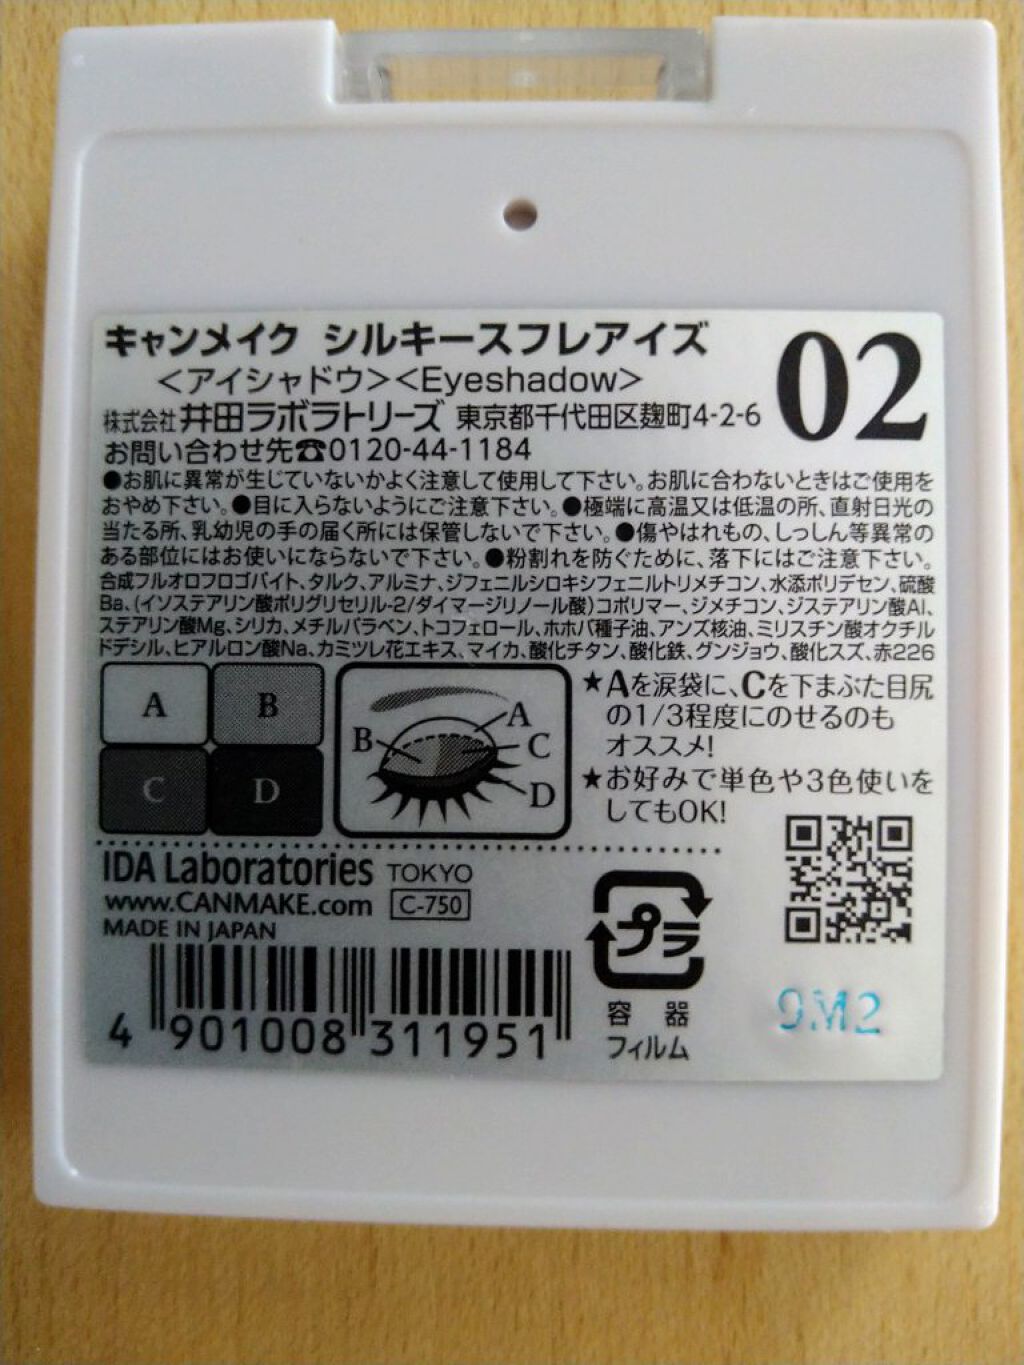 キャンメイク シルキースフレアイズ
02
＜アイシャドウ＞＜Eyeshadow＞
株式会社 井田ラボラトリーズ 東京都千代田区麹町4-2-6
お問い合わせ先☎0120-44-1184
●お肌に異常が生じていないかよく注意して使用して下さい。お肌に合わないときはご使用を
おやめ下さい。●目に入らないようにご注意下さい。●極端に高温又は低温の所、直射日光の
当たる所、乳幼児の手の届く所には保管しないで下さい。●傷やはれもの、しっしん等異常の
ある部位にはお使いにならないで下さい。●粉割れを防ぐために、落下にはご注意下さい。
合成フルオロフロゴパイト、タルク、アルミナ、ジフェニルシロキシフェニルトリメチコン、水添ポリデセン、硫酸
Ba、(イソステアリン酸ポリグリセリル-2/ダイマージリノール酸)コポリマー、ジメチコン、ジステアリン酸Al、
ステアリン酸Mg、シリカ、メチルパラベン、トコフェロール、ホホバ種子油、アンズ核油、ミリスチン酸オクチル
ドデシル、ヒアルロン酸Na、カミツレ花エキス、マイカ、酸化チタン、酸化鉄、グンジョウ、酸化スズ、赤226
A B
C D
A
B C
D
★Aを涙袋に、Cを下まぶた目尻
の1/3程度にのせるのも
オススメ!
★お好みで単色や3色使いを
してもOK!
IDA Laboratories TOKYO
www.CANMAKE.com C-750
MADE IN JAPAN
4 901008 311951
プラ
容 器
フィルム
9M2